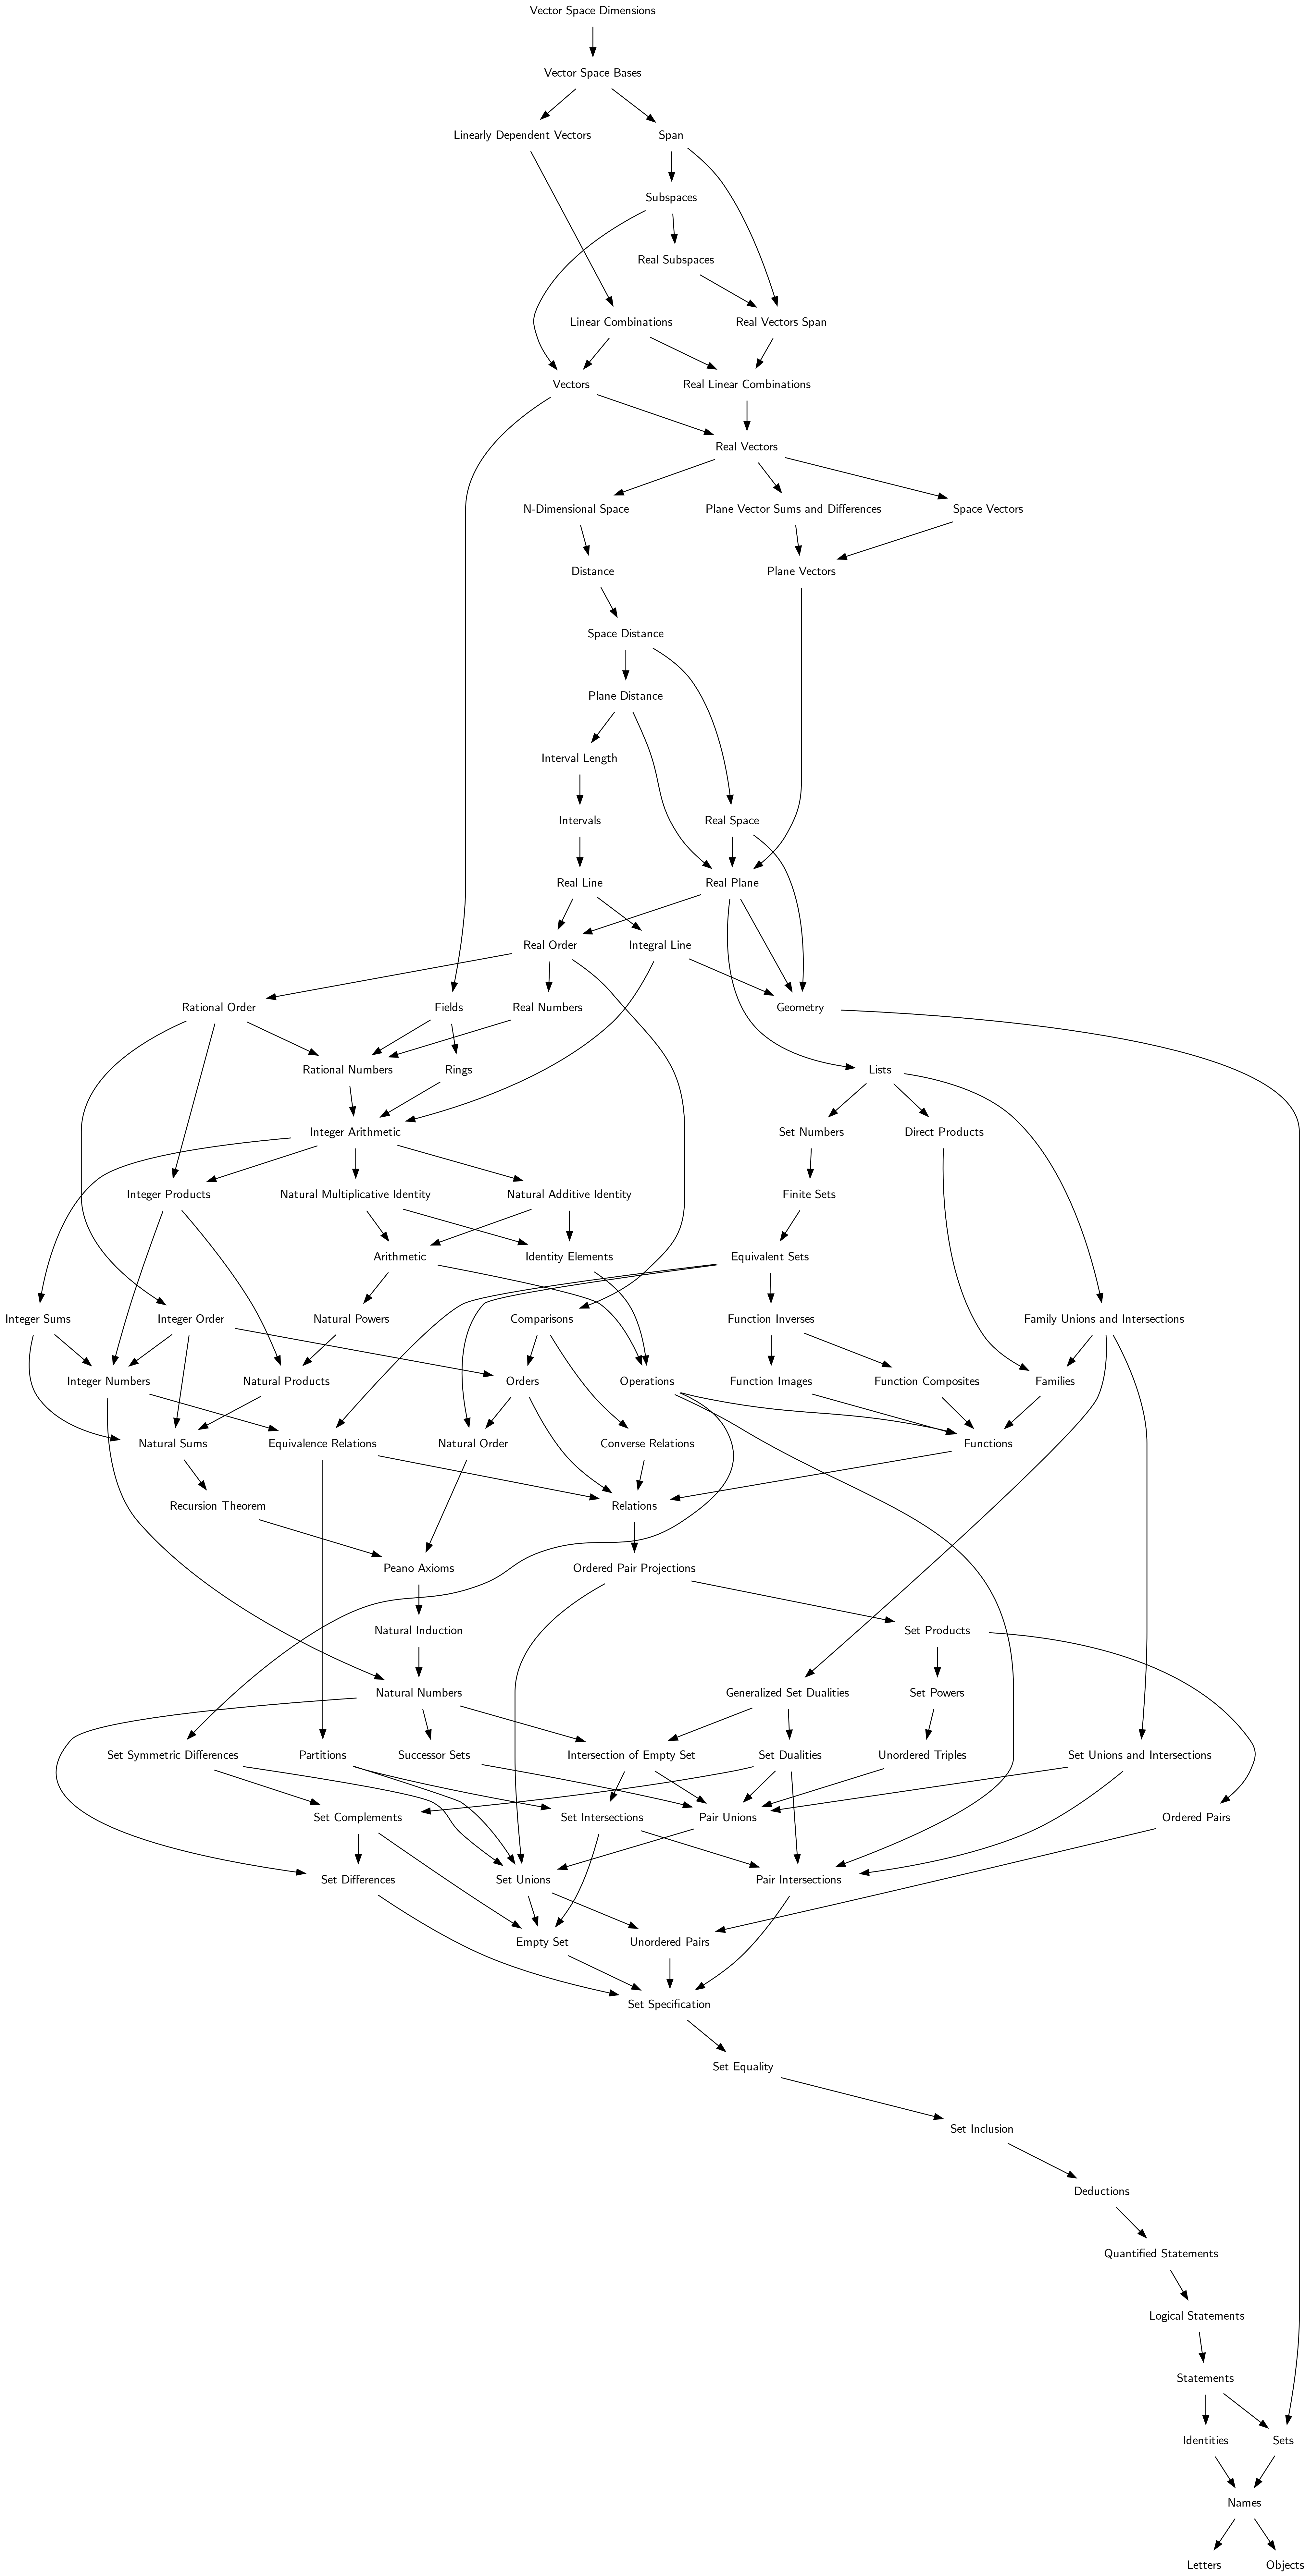 Vector Space Dimensions
Vector Space Bases
Linearly Dependent Vectors
Span
Subspaces
Real Subspaces
Linear Combinations
Real Vectors Span
Vectors
Real Linear Combinations
Real Vectors
N-Dimensional Space
Plane Vector Sums and Differences
Space Vectors
Distance
Plane Vectors
Space Distance
Plane Distance
Interval Length
Intervals
Real Space
Real Line
Real Plane
Real Order
Integral Line
Rational Order
Fields
Real Numbers
Geometry
Rational Numbers
Rings
Lists
Integer Arithmetic
Set Numbers
Direct Products
Integer Products
Natural Multiplicative Identity
Natural Additive Identity
Finite Sets
Arithmetic
Identity Elements
Equivalent Sets
Integer Sums
Integer Order
Natural Powers
Comparisons
Function Inverses
Family Unions and Intersections
Integer Numbers
Natural Products
Orders
Operations
Function Images
Function Composites
Families
Natural Sums
Equivalence Relations
Natural Order
Converse Relations
Functions
Recursion Theorem
Relations
Peano Axioms
Ordered Pair Projections
Natural Induction
Set Products
Natural Numbers
Generalized Set Dualities
Set Powers
Set Symmetric Differences
Partitions
Successor Sets
Intersection of Empty Set
Set Dualities
Unordered Triples
Set Unions and Intersections
Set Complements
Set Intersections
Pair Unions
Ordered Pairs
Set Differences
Set Unions
Pair Intersections
Empty Set
Unordered Pairs
Set Specification
Set Equality
Set Inclusion
Deductions
Quantified Statements
Logical Statements
Statements
Identities
Sets
Names
Letters
Objects